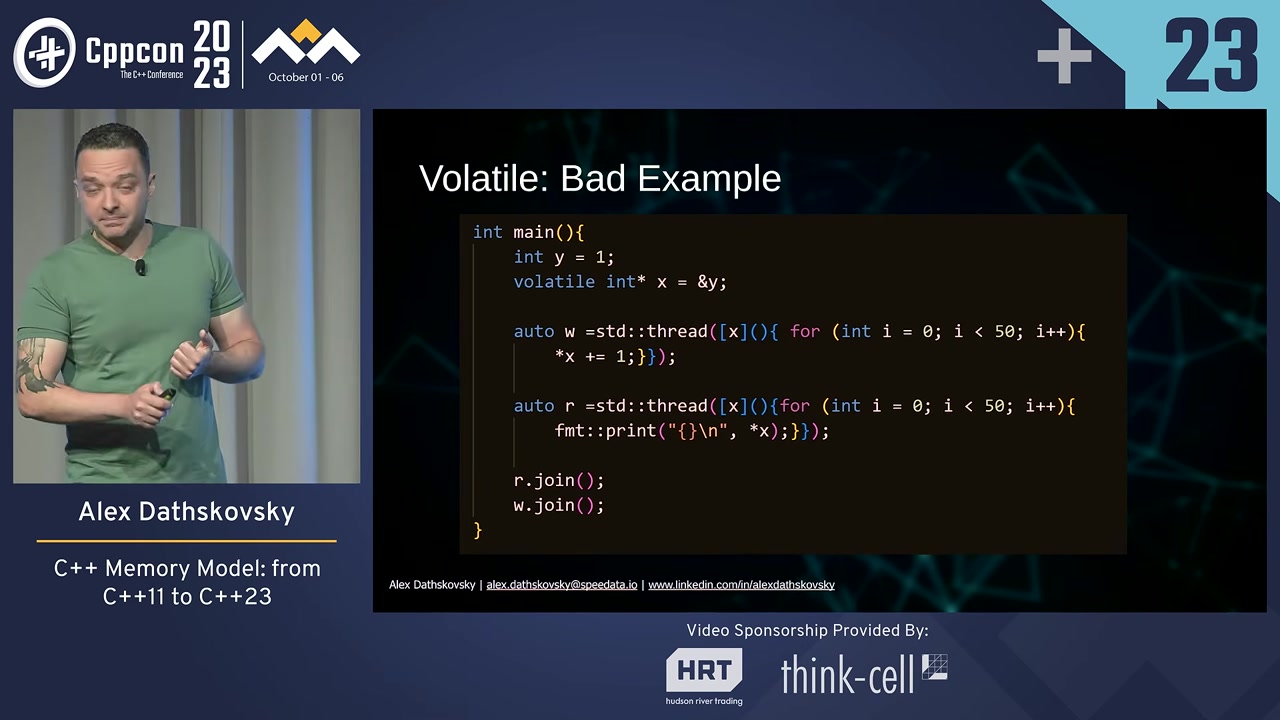 Cppcon
The C++ Conference
20
23
October 01 - 06
23
Volatile: Bad Example
int main(){
    int y = 1;
    volatile int* x = &y;
    auto w =std::thread([x](){ for (int i = 0; i < 50; i++){
        *x += 1;}});
    auto r =std::thread([x](){for (int i = 0; i < 50; i++){
        fmt::print("{}\n", *x);}});
    r.join();
    w.join();
}
Alex Dathskovsky | alex.dathskovsky@speedata.io | www.linkedin.com/in/alexdathskovsky
Alex Dathskovsky
C++ Memory Model: from
C++11 to C++23
Video Sponsorship Provided By:
HRT
hudson river trading
think-cell